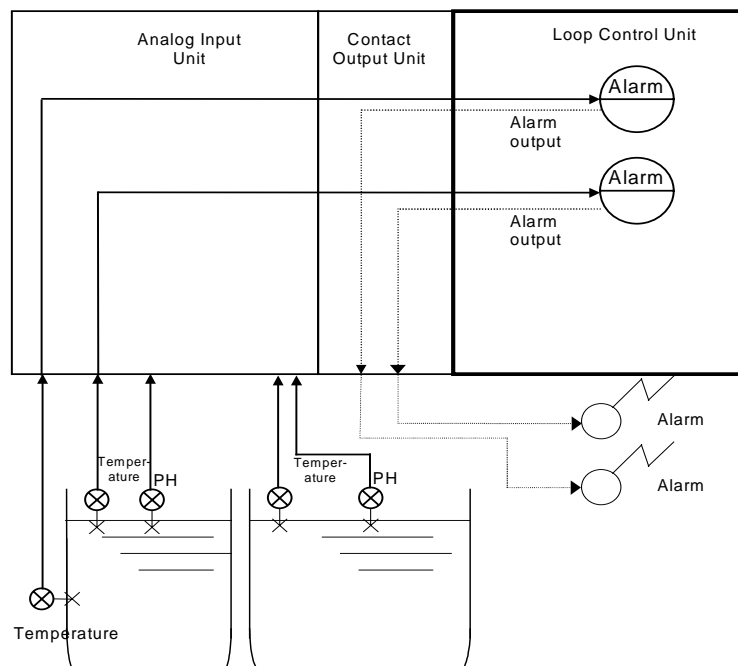 Analog Input
Unit
Contact
Output Unit
Loop Control Unit
Alarm
Alarm
output
Alarm
Alarm
output
Alarm
Alarm
Temper-
ature
PH
Temper-
ature
PH
Temperature